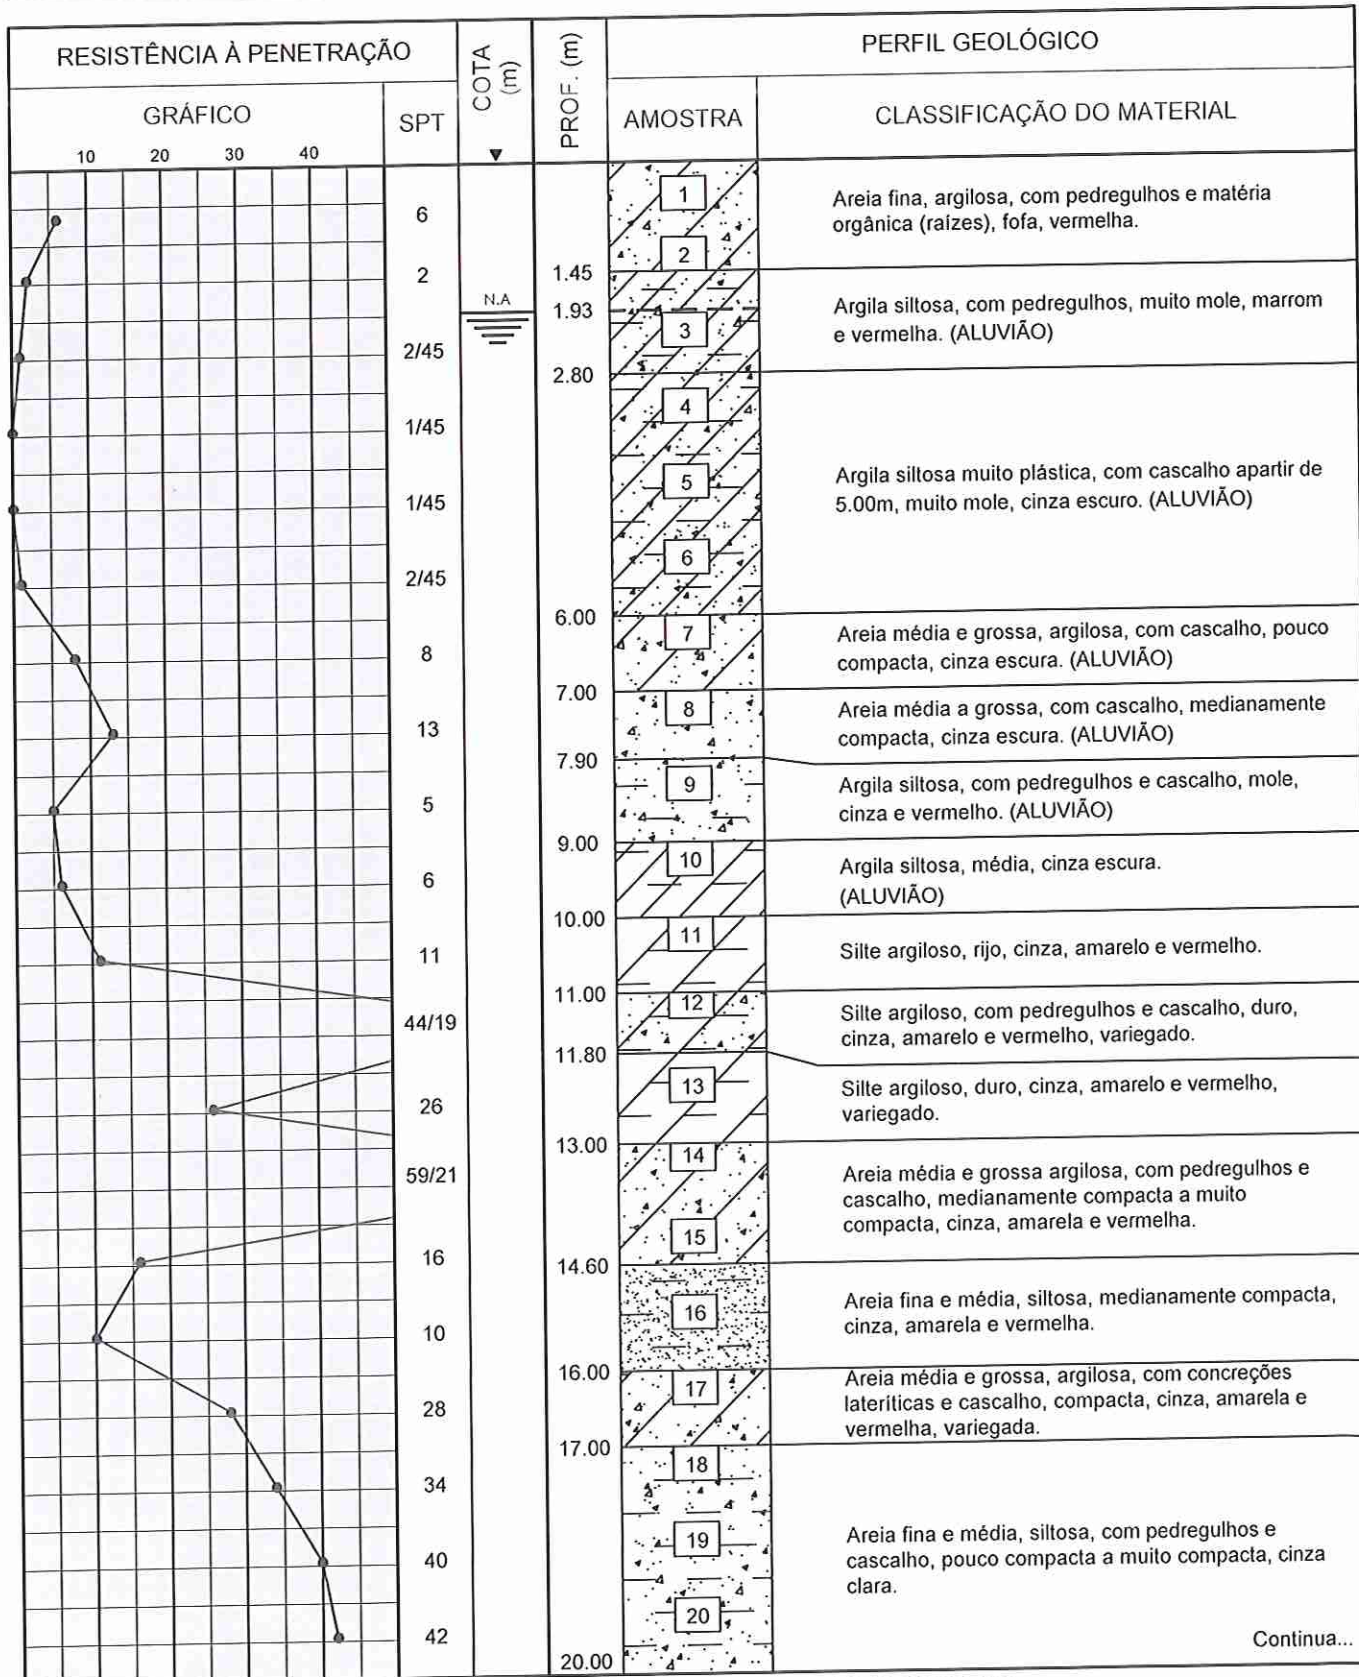 RESISTÊNCIA À PENETRAÇÃO
COTA (m)
PROF. (m)
PERFIL GEOLÓGICO
GRÁFICO
SPT
AMOSTRA
CLASSIFICAÇÃO DO MATERIAL
10 20 30 40
1
Areia fina, argilosa, com pedregulhos e matéria
orgânica (raízes), fofa, vermelha.
6
2
2
1.45
N.A
1.93
Argila siltosa, com pedregulhos, muito mole, marrom
e vermelha. (ALUVIÃO)
3
2/45
2.80
4
1/45
5
Argila siltosa muito plástica, com cascalho apartir de
5.00m, muito mole, cinza escuro. (ALUVIÃO)
1/45
6
2/45
6.00
7
Areia média e grossa, argilosa, com cascalho, pouco
compacta, cinza escura. (ALUVIÃO)
8
7.00
8
Areia média a grossa, com cascalho, medianamente
compacta, cinza escura. (ALUVIÃO)
13
7.90
9
Argila siltosa, com pedregulhos e cascalho, mole,
cinza e vermelho. (ALUVIÃO)
5
9.00
10
Argila siltosa, média, cinza escura.
(ALUVIÃO)
6
10.00
11
Silte argiloso, rijo, cinza, amarelo e vermelho.
11
11.00
12
Silte argiloso, com pedregulhos e cascalho, duro,
cinza, amarelo e vermelho, variegado.
44/19
11.80
13
Silte argiloso, duro, cinza, amarelo e vermelho,
variegado.
26
13.00
14
Areia média e grossa argilosa, com pedregulhos e
cascalho, medianamente compacta a muito
compacta, cinza, amarela e vermelha.
59/21
15
16
14.60
16
Areia fina e média, siltosa, medianamente compacta,
cinza, amarela e vermelha.
10
16.00
17
Areia média e grossa, argilosa, com concreções
lateríticas e cascalho, compacta, cinza, amarela e
vermelha, variegada.
28
17.00
18
34
19
Areia fina e média, siltosa, com pedregulhos e
cascalho, pouco compacta a muito compacta, cinza
clara.
40
20
42
Continua...
20.00